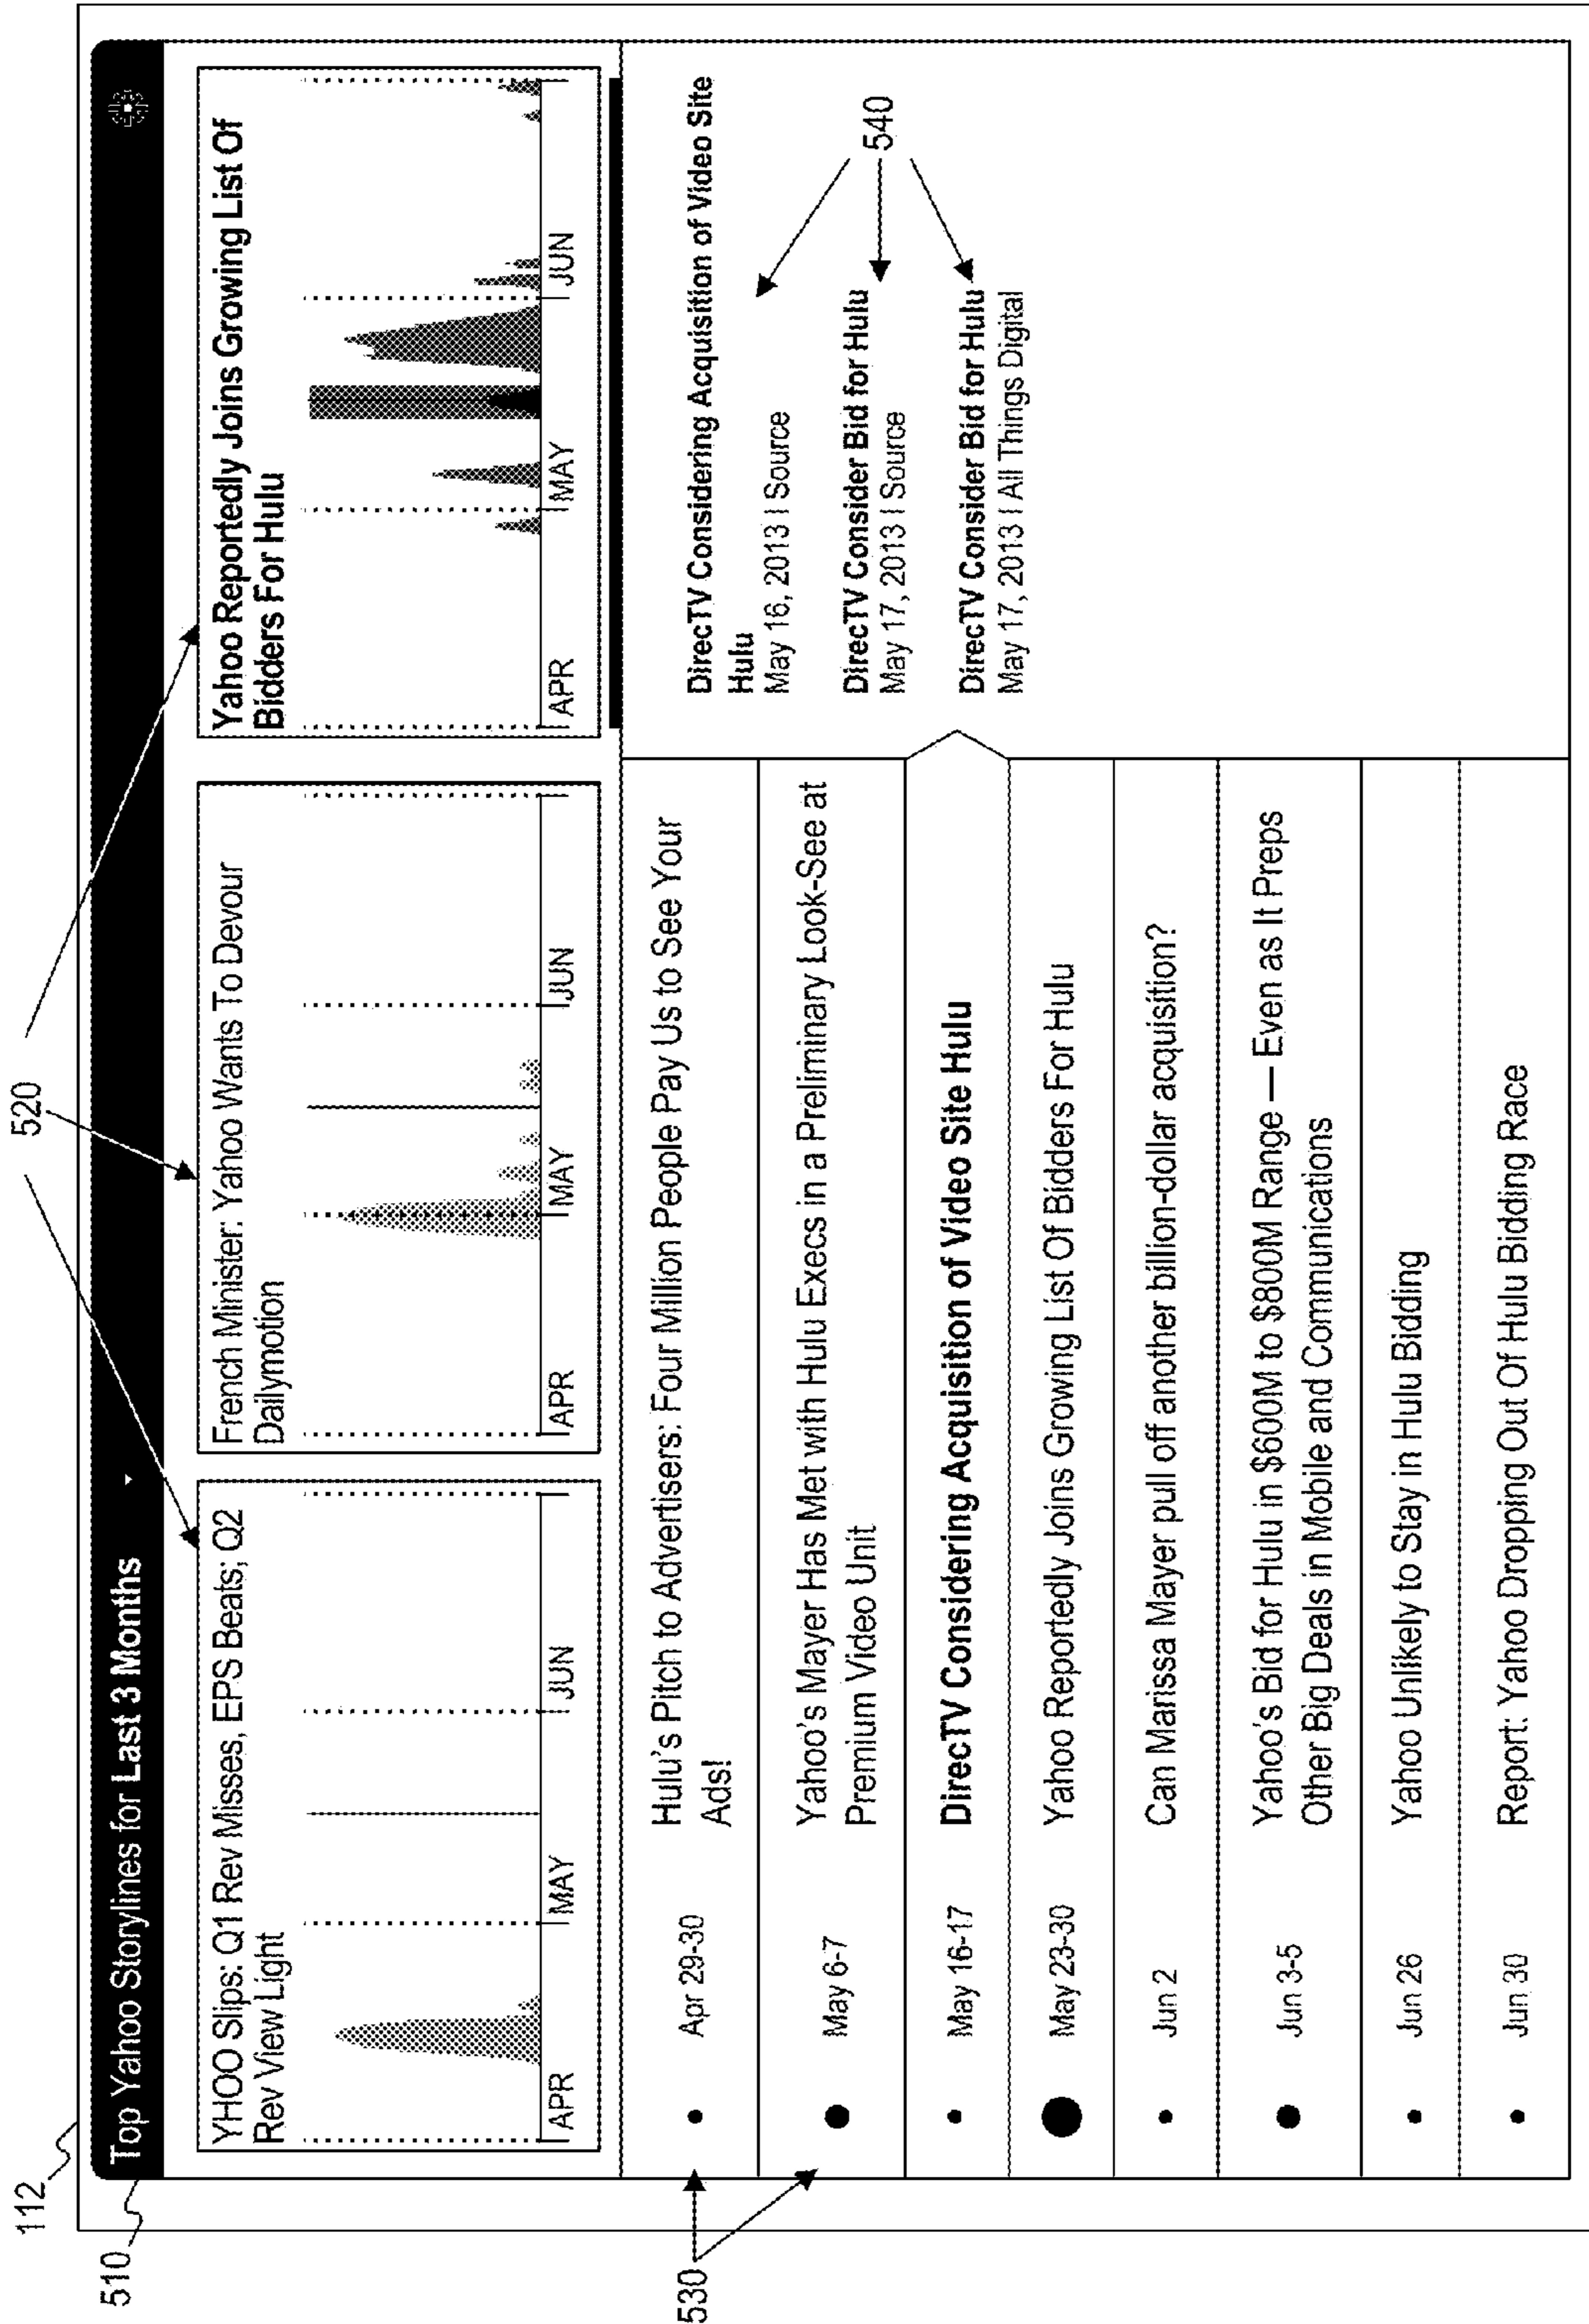 112
510
520
Top Yahoo Storylines for Last 3 Months
YHOO Slips: Q1 Rev Misses, EPS Beats; Q2
Rev View Light
APR MAY JUN
French Minister: Yahoo Wants To Devour
Dailymotion
APR MAY JUN
Yahoo Reportedly Joins Growing List Of
Bidders For Hulu
APR MAY JUN
530
Apr 29-30 Hulu's Pitch to Advertisers: Four Million People Pay Us to See Your
Ads!
May 6-7 Yahoo's Mayer Has Met with Hulu Execs in a Preliminary Look-See at
Premium Video Unit
May 16-17 DirecTV Considering Acquisition of Video Site Hulu
May 23-30 Yahoo Reportedly Joins Growing List Of Bidders For Hulu
Jun 2 Can Marissa Mayer pull off another billion-dollar acquisition?
Jun 3-5 Yahoo's Bid for Hulu in $600M to $800M Range — Even as It Preps
Other Big Deals in Mobile and Communications
Jun 26 Yahoo Unlikely to Stay in Hulu Bidding
Jun 30 Report: Yahoo Dropping Out Of Hulu Bidding Race
DirecTV Considering Acquisition of Video Site
Hulu
May 16, 2013 | Source
DirecTV Consider Bid for Hulu
May 17, 2013 | Source
DirecTV Consider Bid for Hulu
May 17, 2013 | All Things Digital
540